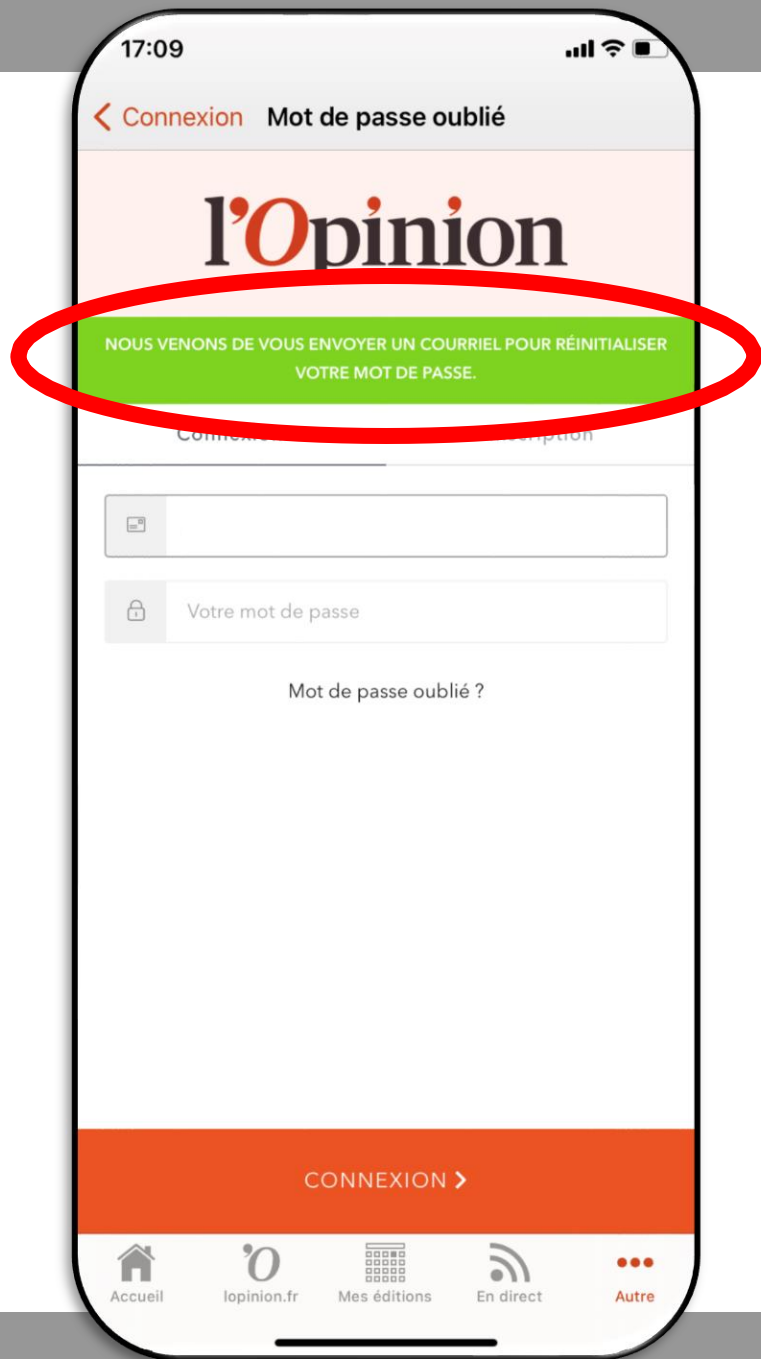 17:09
Connexion Mot de passe oublié
l'Opinion
NOUS VENONS DE VOUS ENVOYER UN COURRIEL POUR RÉINITIALISER
VOTRE MOT DE PASSE.
Votre mot de passe
Mot de passe oublié ?
CONNEXION
Accueil lopinion.fr Mes éditions En direct Autre